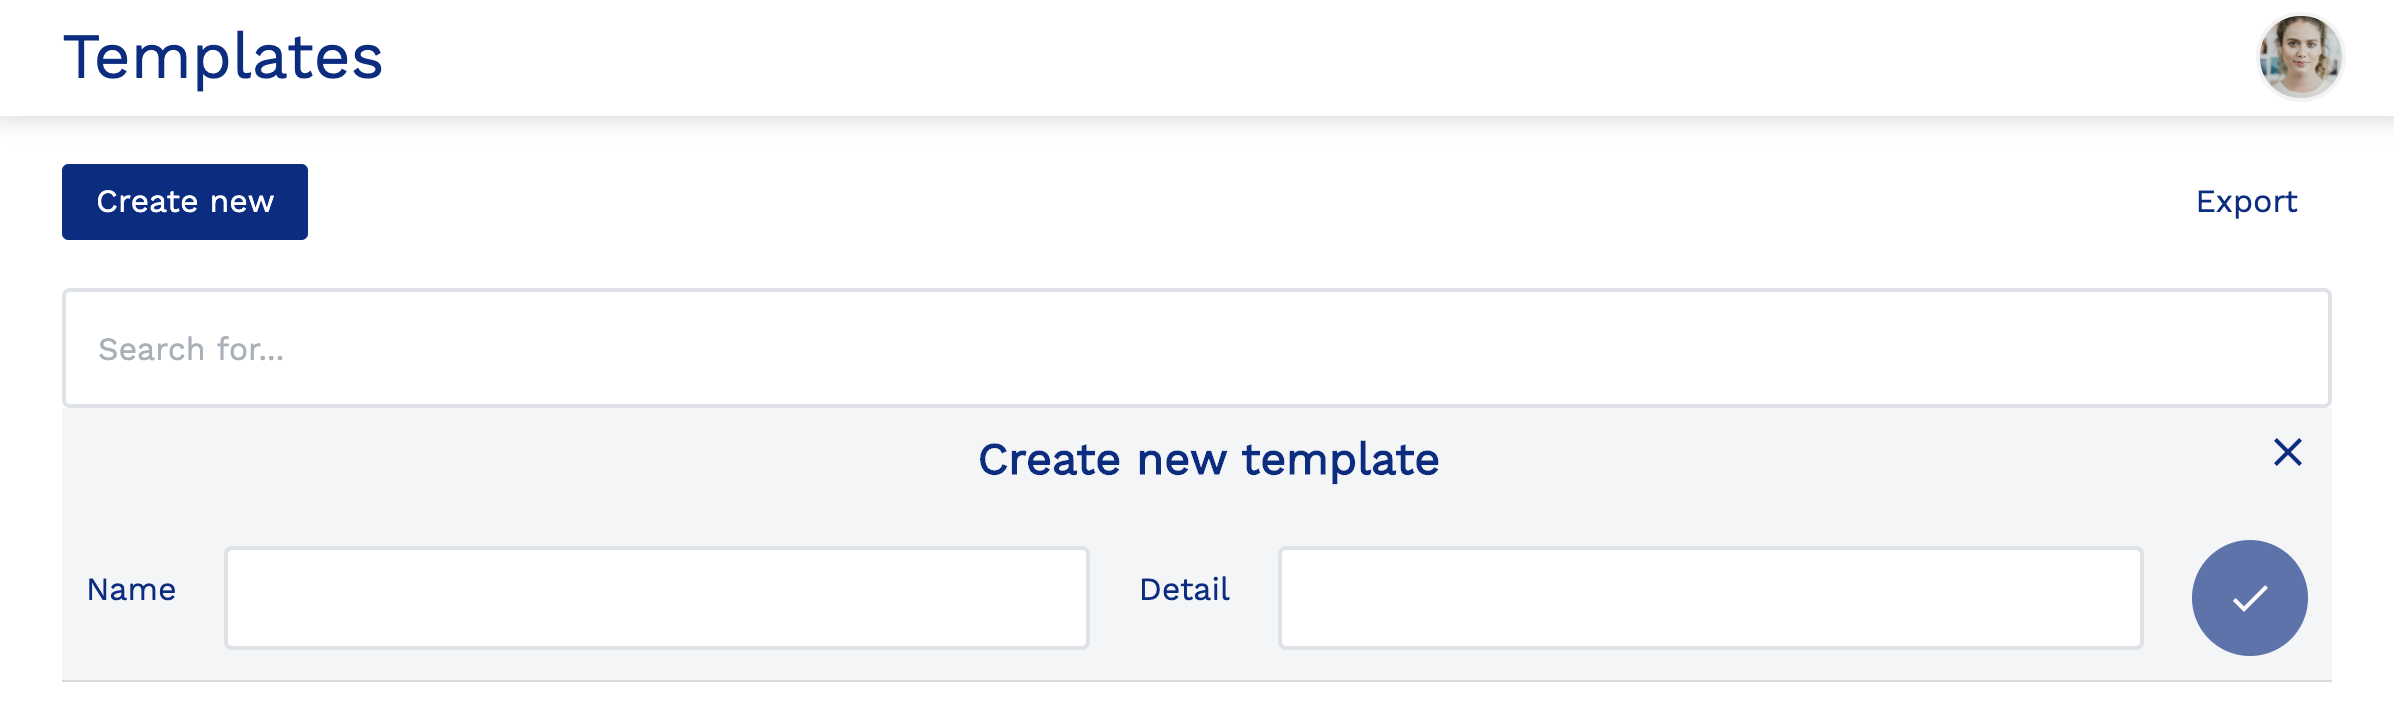 Templates
Create new
Export
Search for...
Create new template
Name
Detail